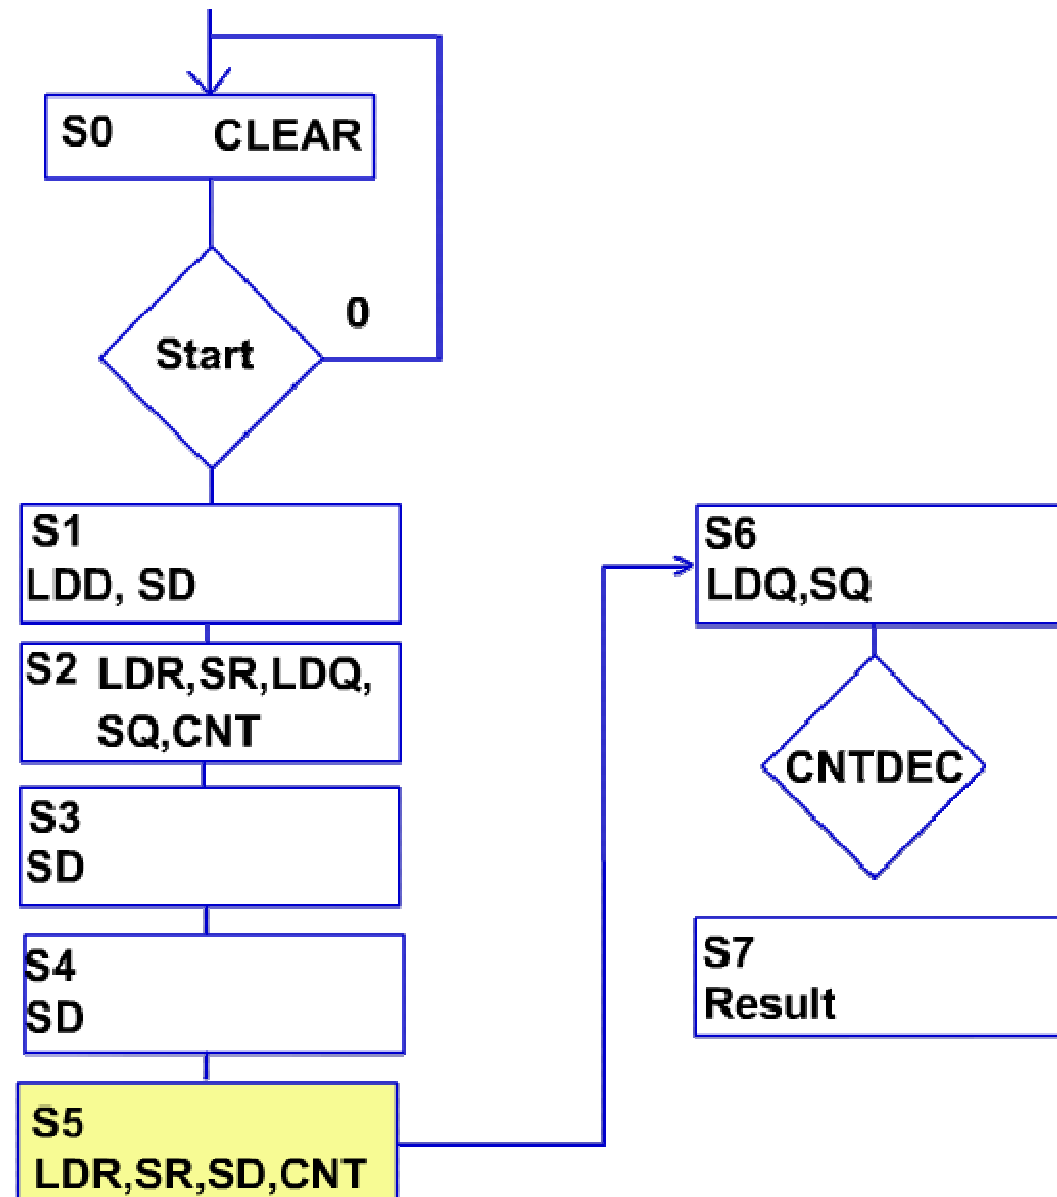 S0 CLEAR
0
Start
S1
LDD, SD
S2 LDR,SR,LDQ,
SQ,CNT
S3
SD
S4
SD
S5
LDR,SR,SD,CNT
S6
LDQ,SQ
CNTDEC
S7
Result